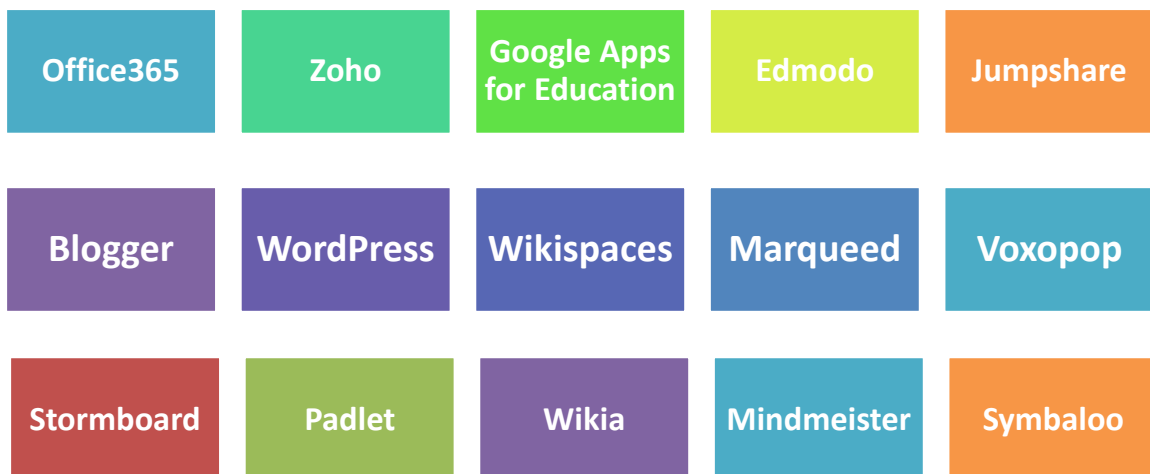 Office365
Zoho
Google Apps
for Education
Edmodo
Jumpshare
Blogger
WordPress
Wikispaces
Marqueed
Voxopop
Stormboard
Padlet
Wikia
Mindmeister
Symbaloo